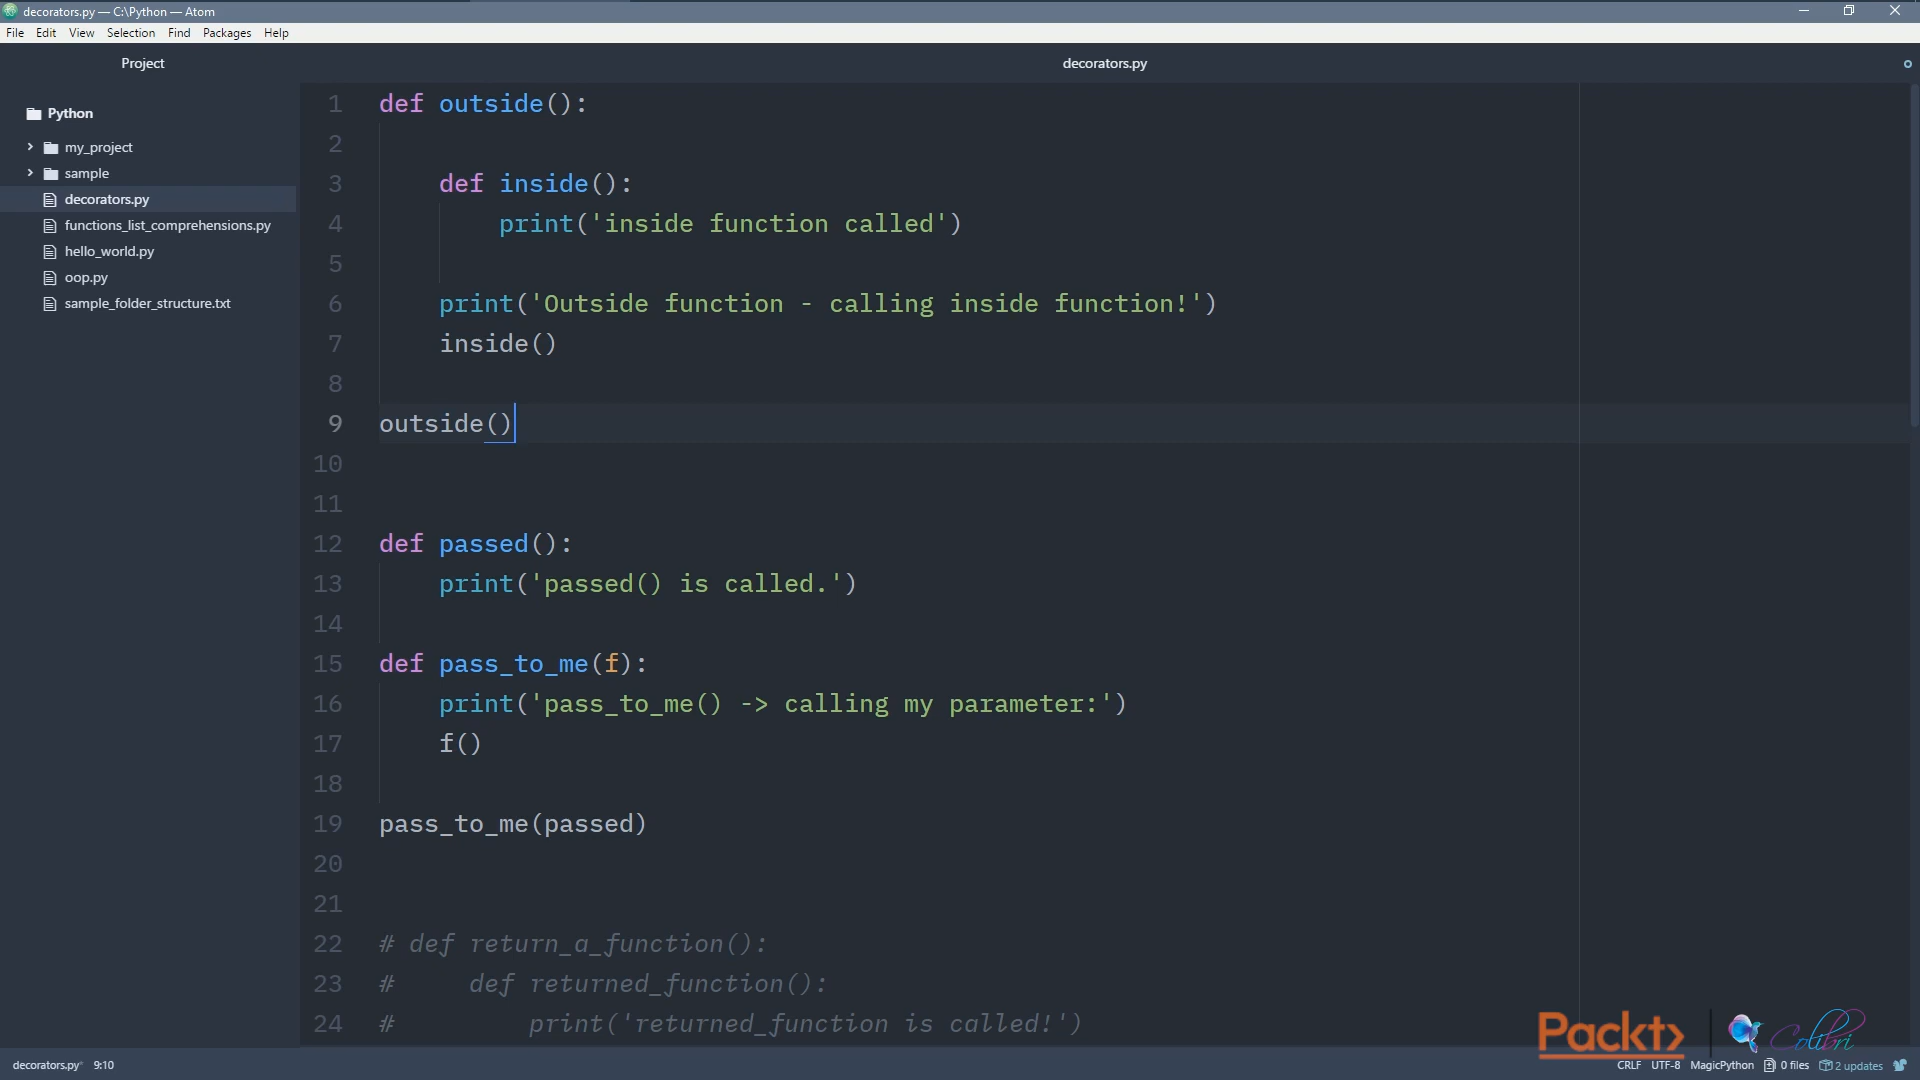 decorators.py — C:\Python — Atom
File Edit View Selection Find Packages Help
Project
decorators.py
Python
my_project
sample
decorators.py
functions_list_comprehensions.py
hello_world.py
oop.py
sample_folder_structure.txt
1 def outside():
2
3     def inside():
4         print('inside function called')
5
6     print('Outside function - calling inside function!')
7     inside()
8
9 outside()
10
11
12 def passed():
13     print('passed() is called.')
14
15 def pass_to_me(f):
16     print('pass_to_me() -> calling my parameter:')
17     f()
18
19 pass_to_me(passed)
20
21
22 # def return_a_function():
23 #     def returned_function():
24 #         print('returned_function is called!')
Packt>
Colibri
decorators.py* 9:10
CRLF UTF-8 MagicPython 0 files 2 updates